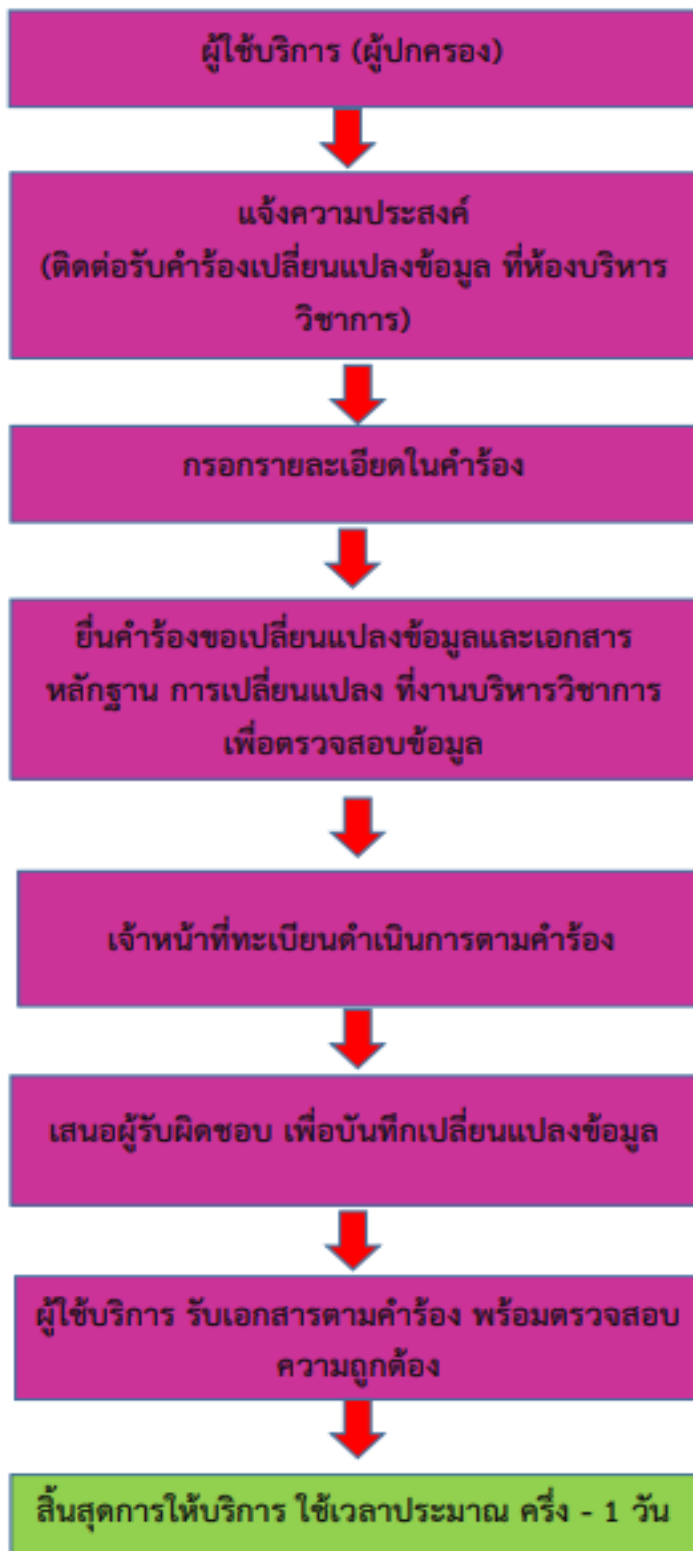 ผู้ใช้บริการ (ผู้ปกครอง)
แจ้งความประสงค์
(ติดต่อรับคำร้องเปลี่ยนแปลงข้อมูล ที่ห้องบริหาร
วิชาการ)
กรอกรายละเอียดในคำร้อง
ยื่นคำร้องขอเปลี่ยนแปลงข้อมูลและเอกสาร
หลักฐาน การเปลี่ยนแปลง ที่งานบริหารวิชาการ
เพื่อตรวจสอบข้อมูล
เจ้าหน้าที่ทะเบียนดำเนินการตามคำร้อง
เสนอผู้รับผิดชอบ เพื่อบันทึกเปลี่ยนแปลงข้อมูล
ผู้ใช้บริการ รับเอกสารตามคำร้อง พร้อมตรวจสอบ
ความถูกต้อง
สิ้นสุดการให้บริการ ใช้เวลาประมาณ ครึ่ง - 1 วัน